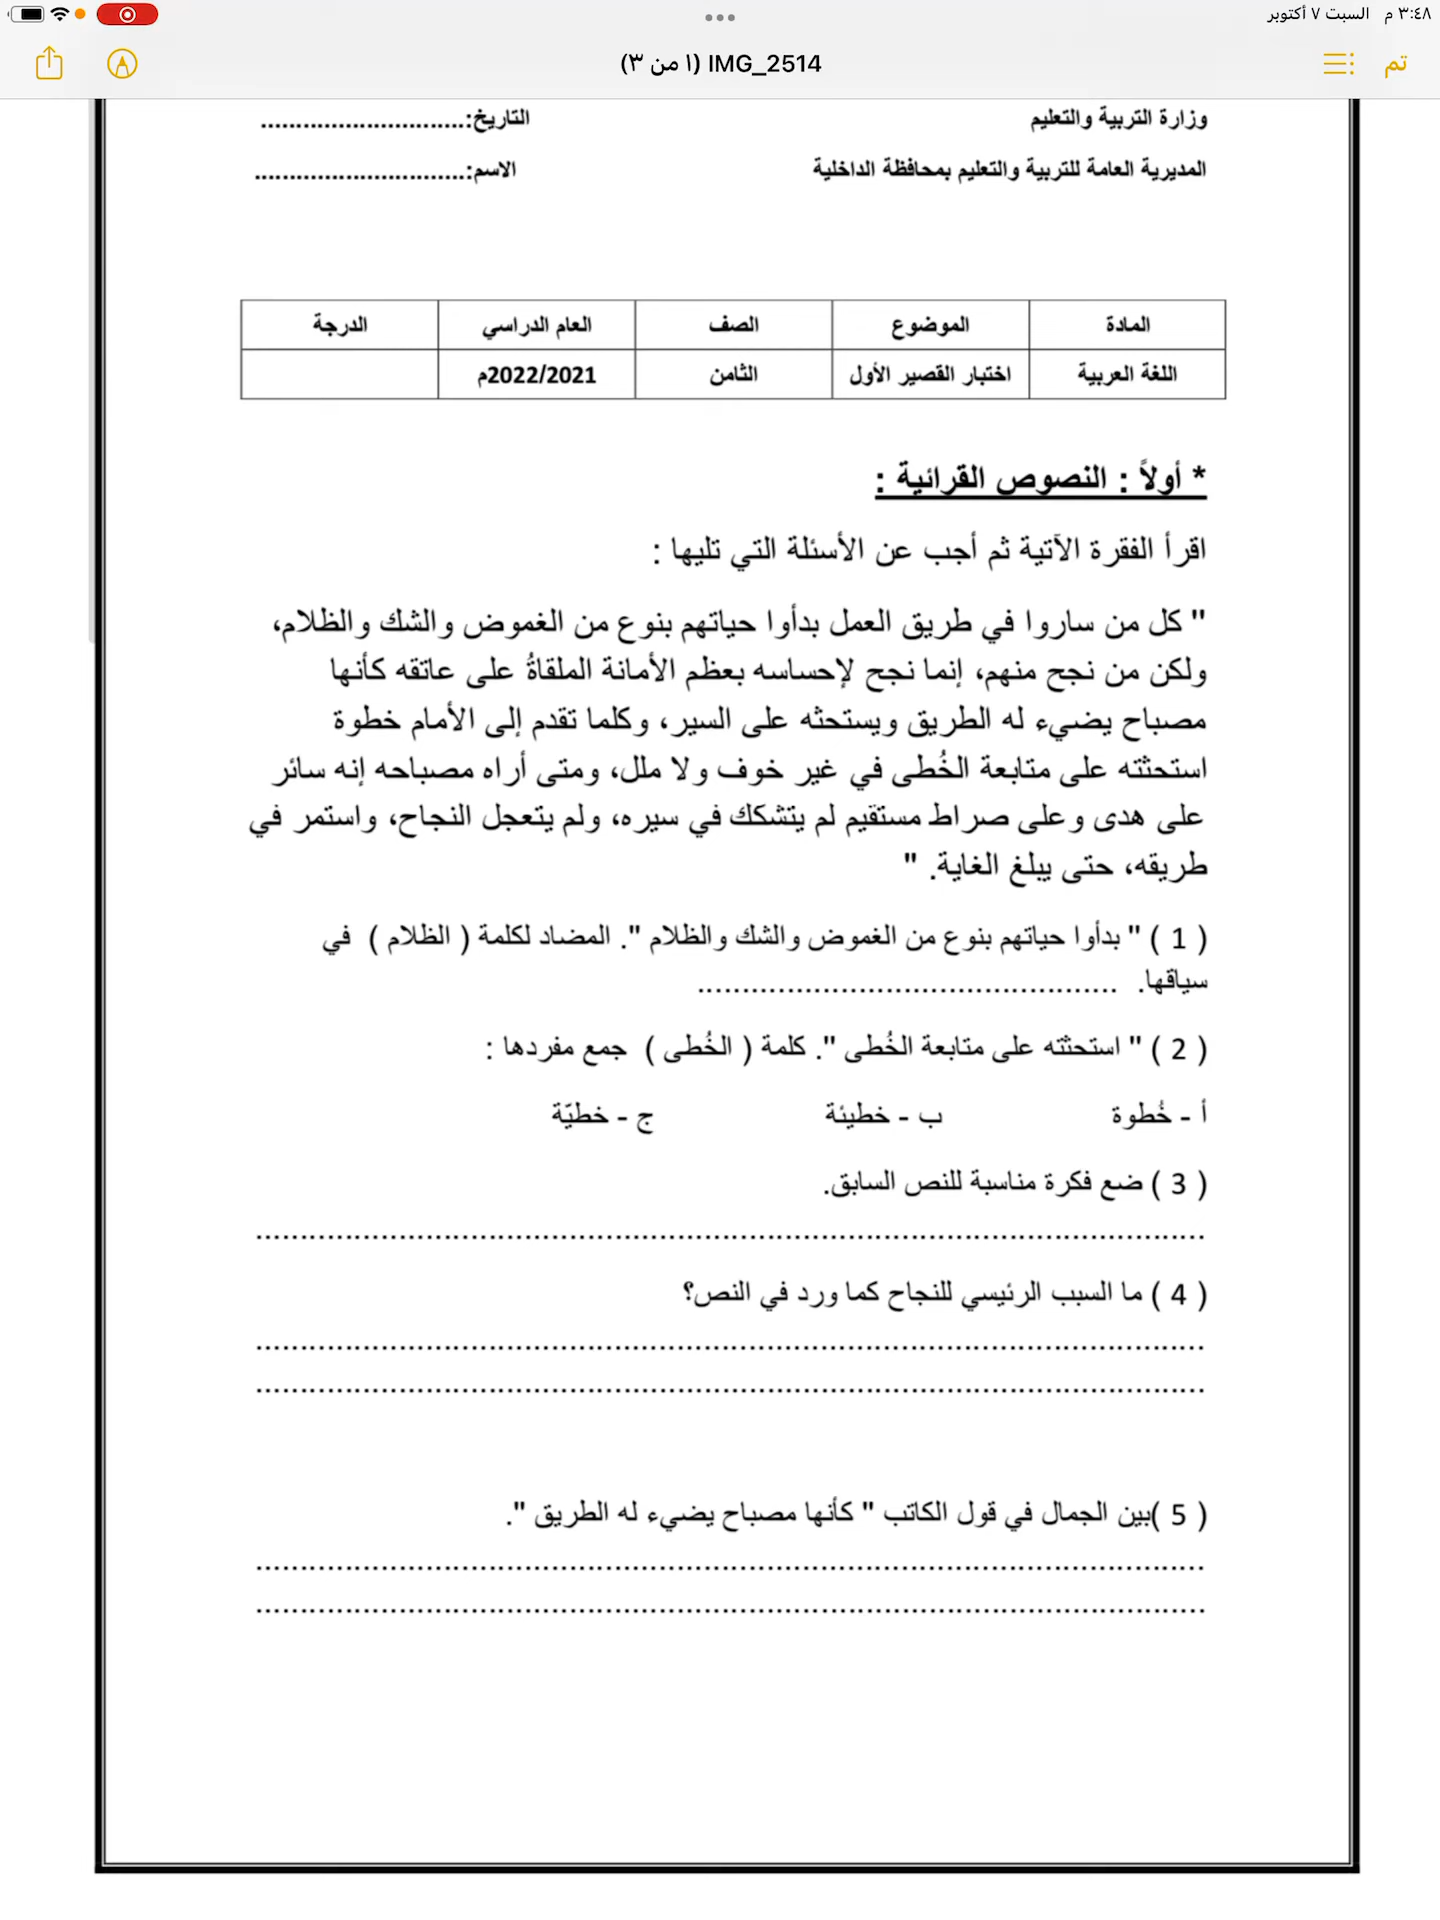 ٣:٤٨ م السبت ٧ أكتوبر
تم
IMG_2514 (١ من ٣)
وزارة التربية والتعليم
التاريخ:.............................
المديرية العامة للتربية والتعليم بمحافظة الداخلية
الاسم:..............................
المادة الموضوع الصف العام الدراسي الدرجة
اللغة العربية اختبار القصير الأول الثامن 2022/2021م
* أولاً : النصوص القرائية :
اقرأ الفقرة الآتية ثم أجب عن الأسئلة التي تليها :
" كل من ساروا في طريق العمل بدأوا حياتهم بنوع من الغموض والشك والظلام،
ولكن من نجح منهم، إنما نجح لإحساسه بعظم الأمانة الملقاةُ على عاتقه كأنها
مصباح يضيء له الطريق ويستحثه على السير، وكلما تقدم إلى الأمام خطوة
استحثته على متابعة الخُطى في غير خوف ولا ملل، ومتى أراه مصباحه إنه سائر
على هدى وعلى صراط مستقيم لم يتشكك في سيره، ولم يتعجل النجاح، واستمر في
طريقه، حتى يبلغ الغاية. "
( 1 ) " بدأوا حياتهم بنوع من الغموض والشك والظلام ". المضاد لكلمة ( الظلام ) في
سياقها. ...............................................
( 2 ) " استحثته على متابعة الخُطى ". كلمة ( الخُطى ) جمع مفردها :
أ - خُطوة ب - خطيئة ج - خطيّة
( 3 ) ضع فكرة مناسبة للنص السابق.
..........................................................................................................
( 4 ) ما السبب الرئيسي للنجاح كما ورد في النص؟
..........................................................................................................
..........................................................................................................
( 5 )بين الجمال في قول الكاتب " كأنها مصباح يضيء له الطريق ".
..........................................................................................................
..........................................................................................................